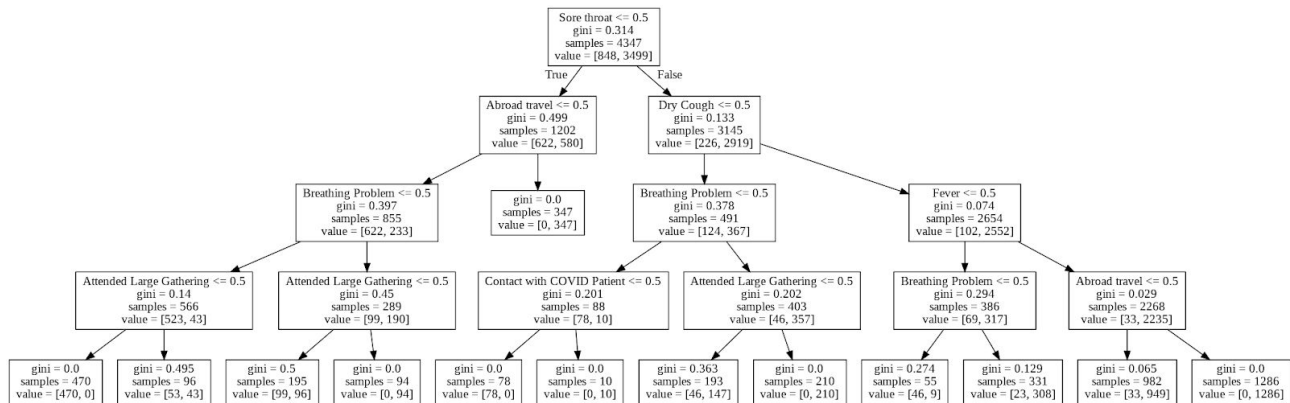 Sore throat <= 0.5
gini = 0.314
samples = 4347
value = [848, 3499]
True
False
Abroad travel <= 0.5
gini = 0.499
samples = 1202
value = [622, 580]
Dry Cough <= 0.5
gini = 0.133
samples = 3145
value = [226, 2919]
Breathing Problem <= 0.5
gini = 0.397
samples = 855
value = [622, 233]
gini = 0.0
samples = 347
value = [0, 347]
Breathing Problem <= 0.5
gini = 0.378
samples = 491
value = [124, 367]
Fever <= 0.5
gini = 0.074
samples = 2654
value = [102, 2552]
Attended Large Gathering <= 0.5
gini = 0.14
samples = 566
value = [523, 43]
Attended Large Gathering <= 0.5
gini = 0.45
samples = 289
value = [99, 190]
Contact with COVID Patient <= 0.5
gini = 0.201
samples = 88
value = [78, 10]
Attended Large Gathering <= 0.5
gini = 0.202
samples = 403
value = [46, 357]
Breathing Problem <= 0.5
gini = 0.294
samples = 386
value = [69, 317]
Abroad travel <= 0.5
gini = 0.029
samples = 2268
value = [33, 2235]
gini = 0.0
samples = 470
value = [470, 0]
gini = 0.495
samples = 96
value = [53, 43]
gini = 0.5
samples = 195
value = [99, 96]
gini = 0.0
samples = 94
value = [0, 94]
gini = 0.0
samples = 78
value = [78, 0]
gini = 0.0
samples = 10
value = [0, 10]
gini = 0.363
samples = 193
value = [46, 147]
gini = 0.0
samples = 210
value = [0, 210]
gini = 0.274
samples = 55
value = [46, 9]
gini = 0.129
samples = 331
value = [23, 308]
gini = 0.065
samples = 982
value = [33, 949]
gini = 0.0
samples = 1286
value = [0, 1286]